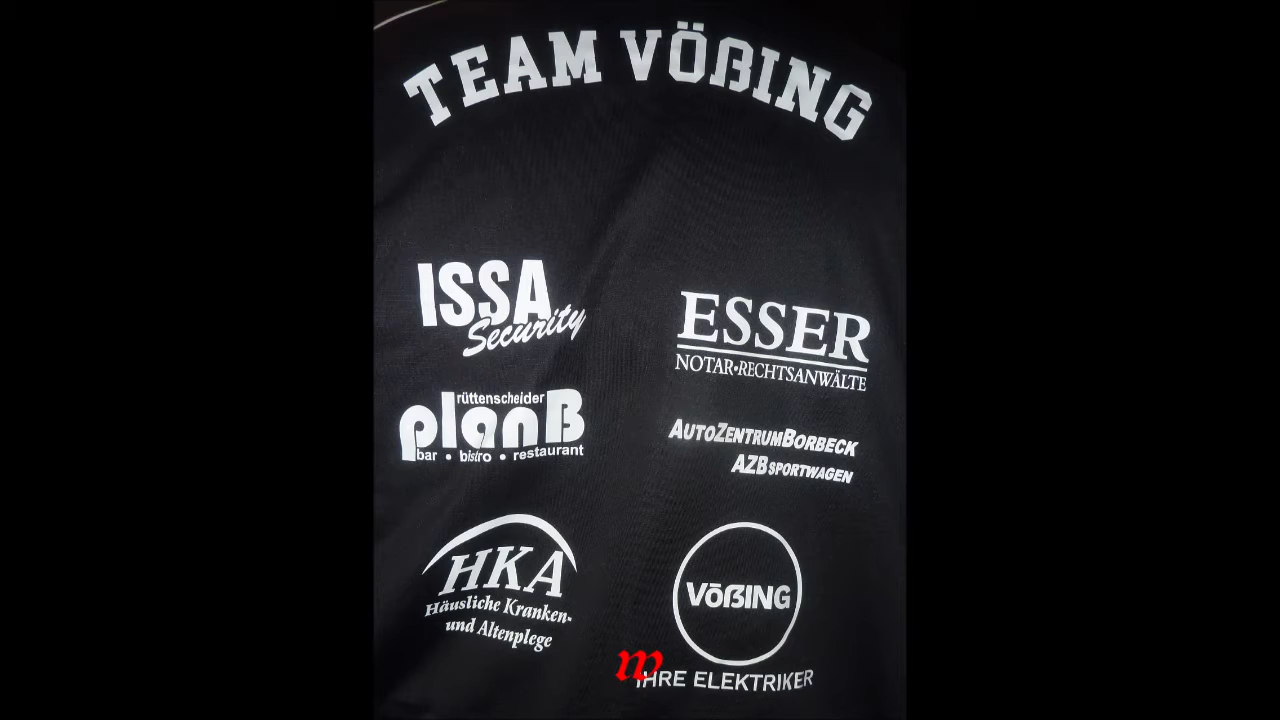 TEAM VÖẞING
ISSA
Security
rüttenscheider
planB
bar • bistro • restaurant
HKA
Häusliche Kranken-
und Altenplege
ESSER
NOTAR•RECHTSANWÄLTE
AUTOZENTRUMBORBECK
AZB SPORTWAGEN
VÖẞING
IHRE ELEKTRIKER